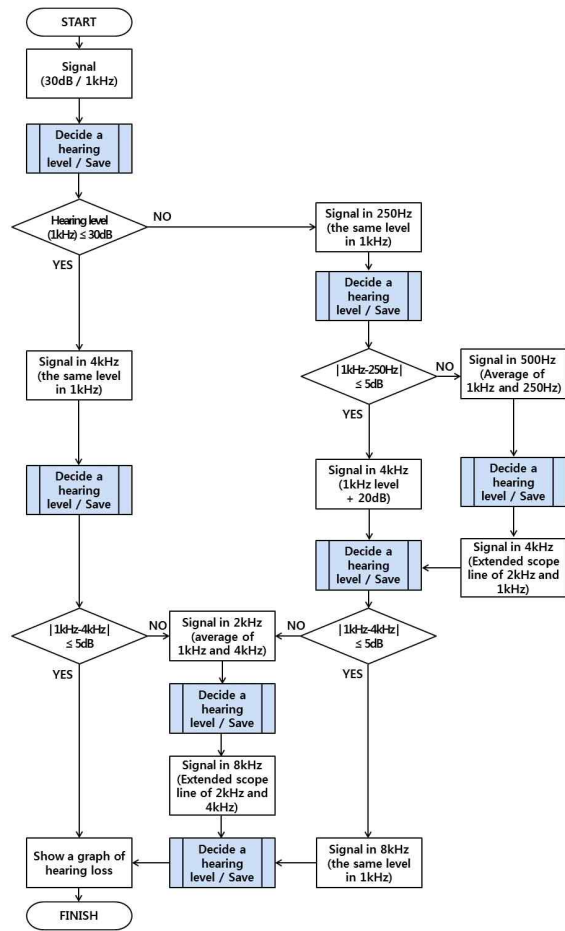 START
Signal
(30dB / 1kHz)
Decide a
hearing
level / Save
Hearing level
(1kHz) ≤ 30dB
NO
YES
Signal in 250Hz
(the same level
in 1kHz)
Decide a
hearing
level / Save
Signal in 4kHz
(the same level
in 1kHz)
|1kHz-250Hz|
≤ 5dB
NO
YES
Signal in 500Hz
(Average of
1kHz and 250Hz)
Decide a
hearing
level / Save
Signal in 4kHz
(1kHz level
+ 20dB)
Decide a
hearing
level / Save
Decide a
hearing
level / Save
Signal in 4kHz
(Extended scope
line of 2kHz and
1kHz)
|1kHz-4kHz|
≤ 5dB
NO
YES
Signal in 2kHz
(average of
1kHz and 4kHz)
NO
|1kHz-4kHz|
≤ 5dB
YES
Decide a
hearing
level / Save
Signal in 8kHz
(Extended scope
line of 2kHz and
4kHz)
Show a graph of
hearing loss
Decide a
hearing
level / Save
Signal in 8kHz
(the same level
in 1kHz)
FINISH